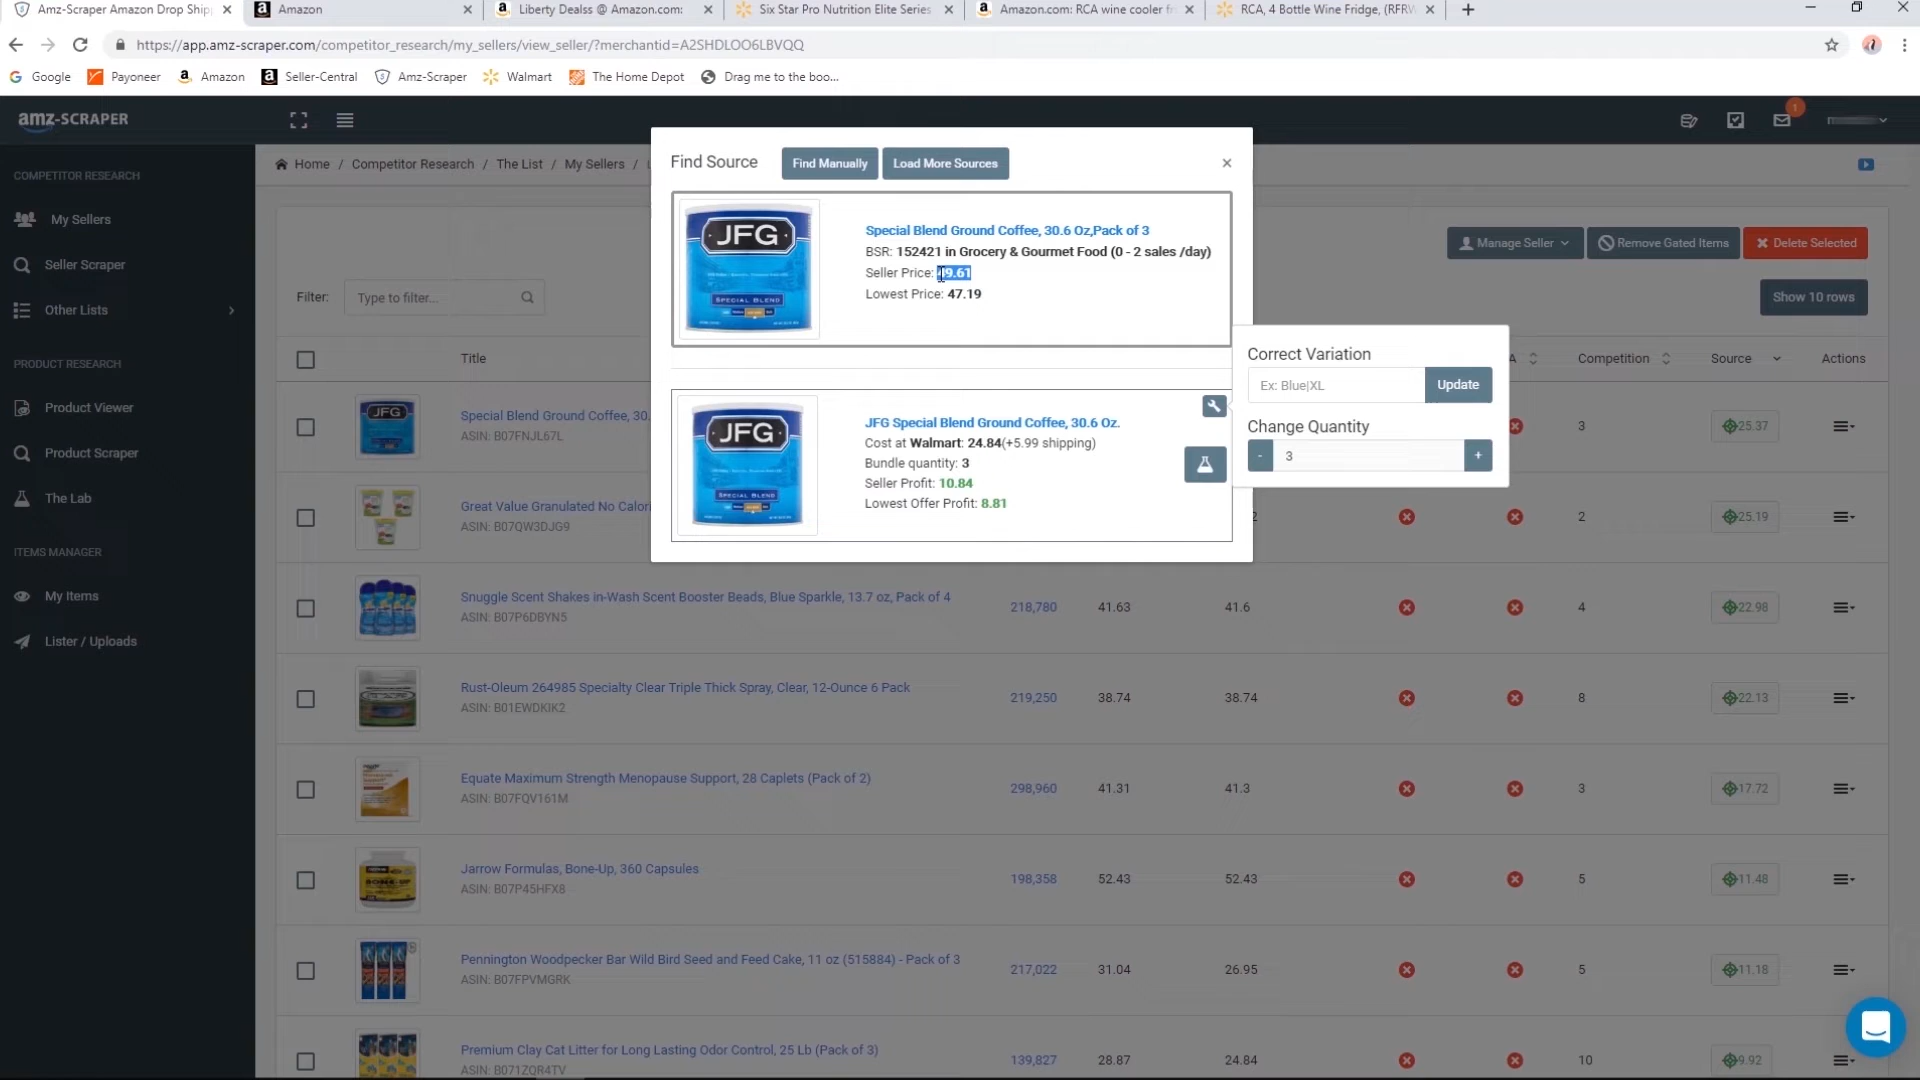 Amz-Scraper Amazon Drop Ship
Amazon
Liberty Dealss @ Amazon.com:
Six Star Pro Nutrition Elite Series
Amazon.com: RCA wine cooler fr
RCA, 4 Bottle Wine Fridge, (RFRW
https://app.amz-scraper.com/competitor_research/my_sellers/view_seller/?merchantid=A2SHDLOO6LBVQQ
Google
Payoneer
Amazon
Seller-Central
Amz-Scraper
Walmart
The Home Depot
Drag me to the boo...
amz-SCRAPER
1
COMPETITOR RESEARCH
My Sellers
Seller Scraper
Other Lists
PRODUCT RESEARCH
Product Viewer
Product Scraper
The Lab
ITEMS MANAGER
My Items
Lister / Uploads
Home / Competitor Research / The List / My Sellers /
Manage Seller
Remove Gated Items
Delete Selected
Filter: Type to filter...
Show 10 rows
Find Source
Find Manually
Load More Sources
×
JFG
SPECIAL BLEND
Special Blend Ground Coffee, 30.6 Oz,Pack of 3
BSR: 152421 in Grocery & Gourmet Food (0 - 2 sales /day)
Seller Price: 49.61
Lowest Price: 47.19
JFG
SPECIAL BLEND
JFG Special Blend Ground Coffee, 30.6 Oz.
Cost at Walmart: 24.84(+5.99 shipping)
Bundle quantity: 3
Seller Profit: 10.84
Lowest Offer Profit: 8.81
Correct Variation
Ex: Blue|XL
Update
Change Quantity
- 3 +
Title
A
Competition
Source
Actions
JFG
Special Blend Ground Coffee, 30.
ASIN: B07FNJL67L
3
25.37
Great Value Granulated No Calori
ASIN: B07QW3DJG9
2
2
25.19
Snuggle Scent Shakes in-Wash Scent Booster Beads, Blue Sparkle, 13.7 oz, Pack of 4
ASIN: B07P6DBYN5
218,780
41.63
41.6
4
22.98
Rust-Oleum 264985 Specialty Clear Triple Thick Spray, Clear, 12-Ounce 6 Pack
ASIN: B01EWDKIK2
219,250
38.74
38.74
8
22.13
Equate Maximum Strength Menopause Support, 28 Caplets (Pack of 2)
ASIN: B07FQV161M
298,960
41.31
41.3
3
17.72
Jarrow Formulas, Bone-Up, 360 Capsules
ASIN: B07P45HFX8
198,358
52.43
52.43
5
11.48
Pennington Woodpecker Bar Wild Bird Seed and Feed Cake, 11 oz (515884) - Pack of 3
ASIN: B07FPVMGRK
217,022
31.04
26.95
5
11.18
Premium Clay Cat Litter for Long Lasting Odor Control, 25 Lb (Pack of 3)
ASIN: B071ZQR4TV
139,827
28.87
24.84
10
9.92